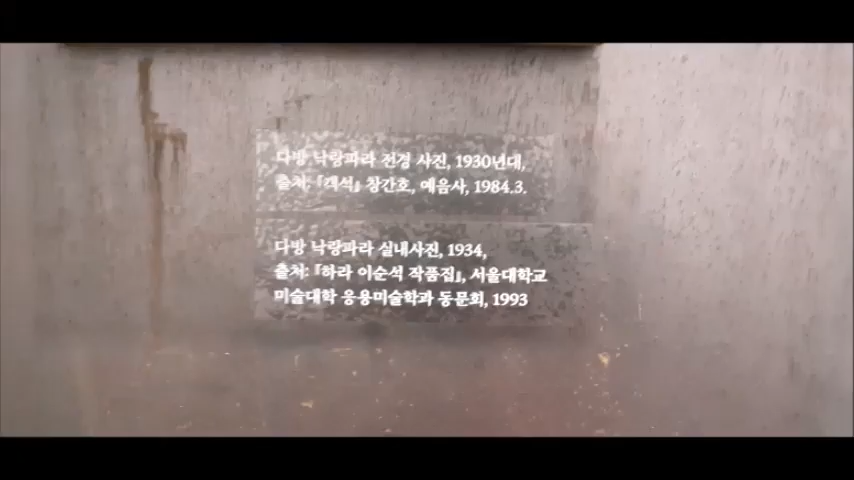 다방 낙랑파라 전경 사진, 1930년대,
출처: 『객석』 창간호, 예음사, 1984.3.
다방 낙랑파라 실내사진, 1934,
출처: 『하라 이순석 작품집』, 서울대학교
미술대학 응용미술학과 동문회, 1993